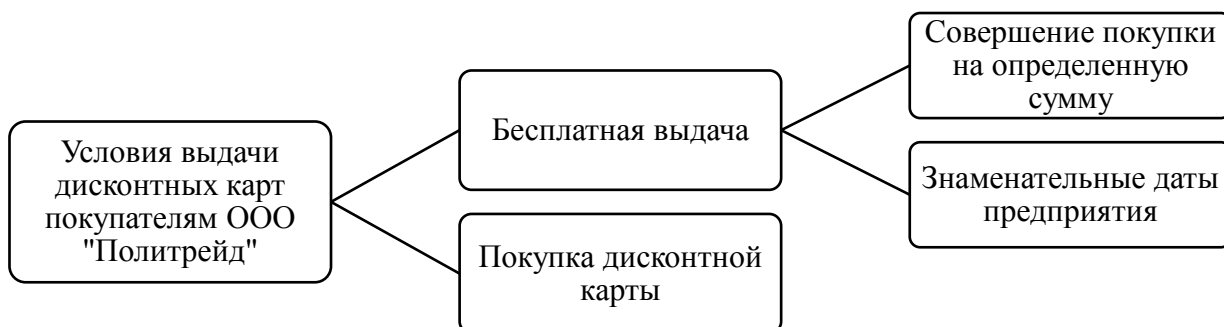 Условия выдачи
дисконтных карт
покупателям ООО
"Политрейд"
Бесплатная выдача
Покупка дисконтной
карты
Совершение покупки
на определенную
сумму
Знаменательные даты
предприятия